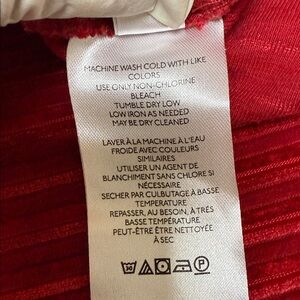 MACHINE WASH COLD WITH LIKE
COLORS
USE ONLY NON-CHLORINE
BLEACH
TUMBLE DRY LOW
LOW IRON AS NEEDED
MAY BE DRY CLEANED
LAVER À LA MACHINE À L'EAU
FROIDE AVEC COULEURS
SIMILAIRES
UTILISER UN AGENT DE
BLANCHIMENT SANS CHLORE SI
NÉCESSAIRE
SECHER PAR CULBUTAGE À BASSE
TEMPERATURE
REPASSER, AU BESOIN, À TRÈS
BASSE TEMPÉRATURE
PEUT-ÊTRE ÊTRE NETTOYÉE
À SEC
P